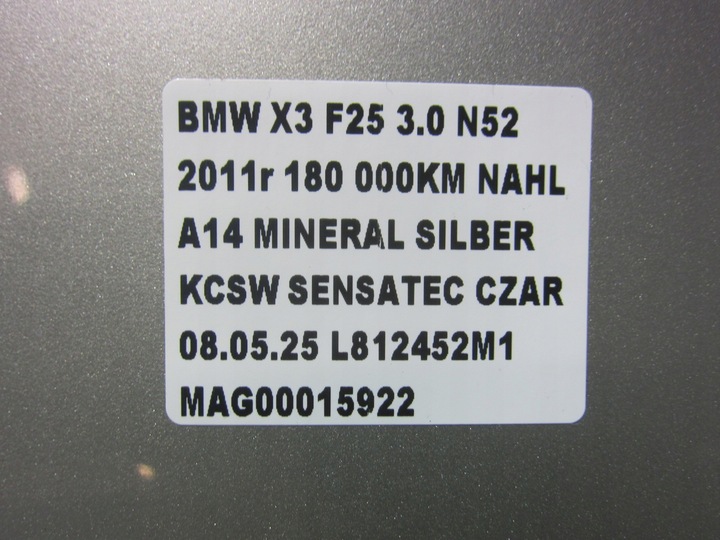 BMW X3 F25 3.0 N52
2011r 180 000KM NAHL
A14 MINERAL SILBER
KCSW SENSATEC CZAR
08.05.25 L812452M1
MAG00015922